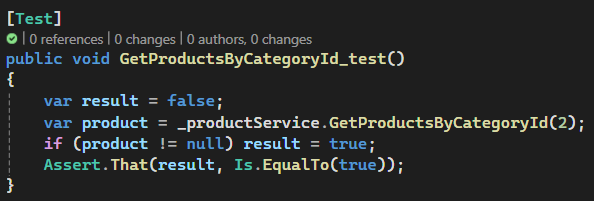 [Test]
| 0 references | 0 changes | 0 authors, 0 changes
public void GetProductsByCategoryId_test()
{
var result = false;
var product = _productService.GetProductsByCategoryId(2);
if (product != null) result = true;
Assert.That(result, Is.EqualTo(true));
}